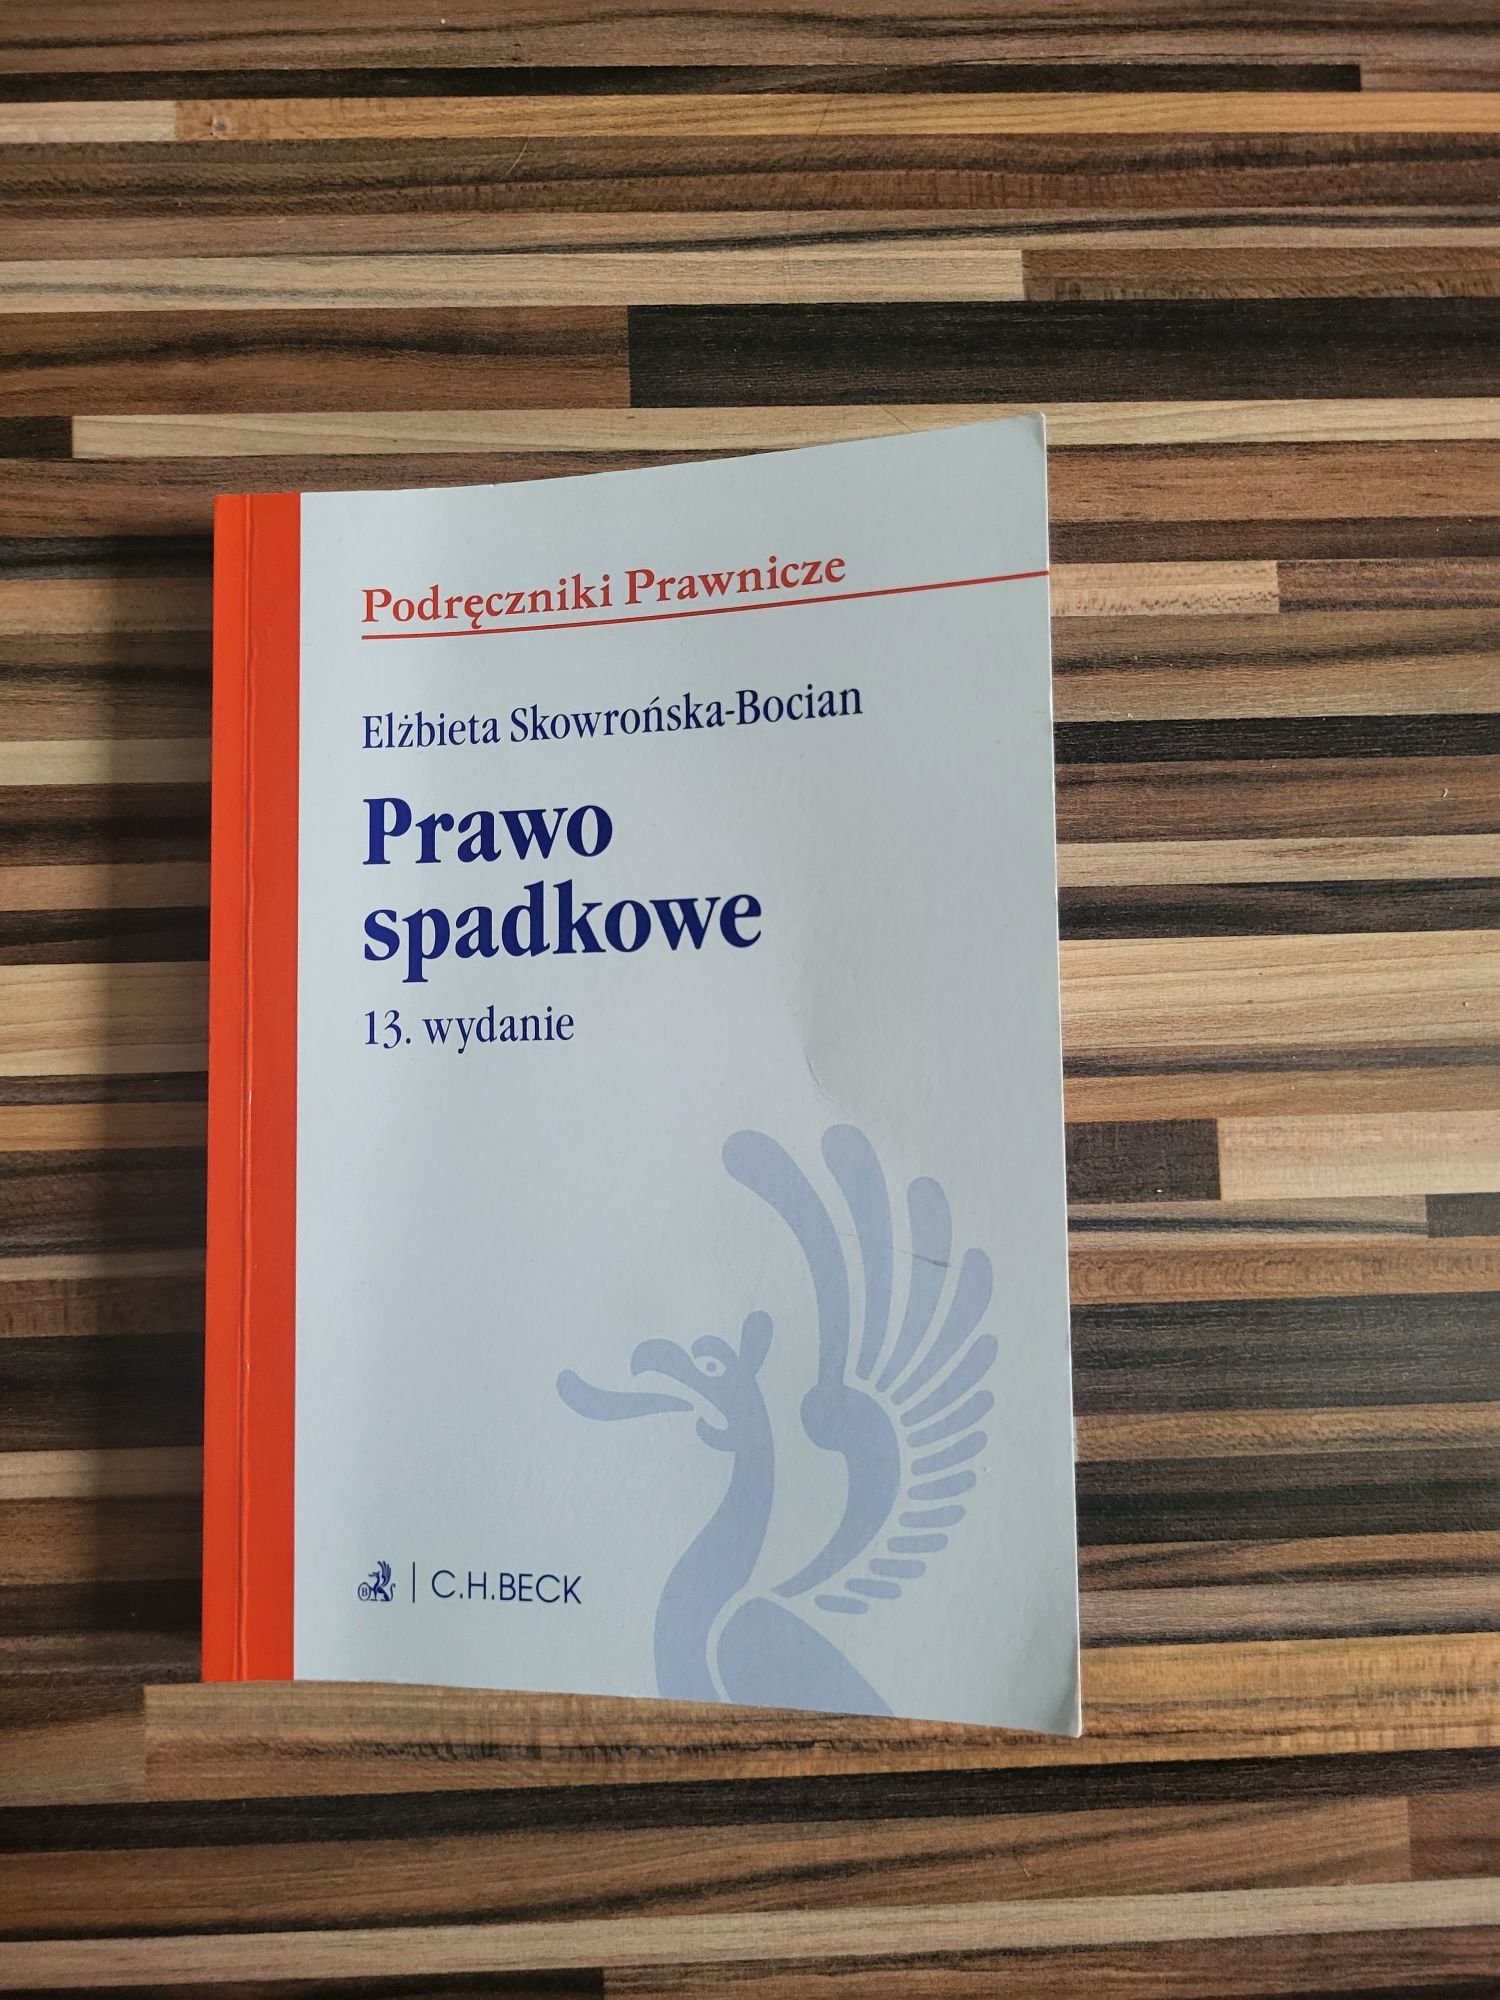 Podręczniki Prawnicze
Elżbieta Skowrońska-Bocian
Prawo
spadkowe
13. wydanie
B
C.H.BECK